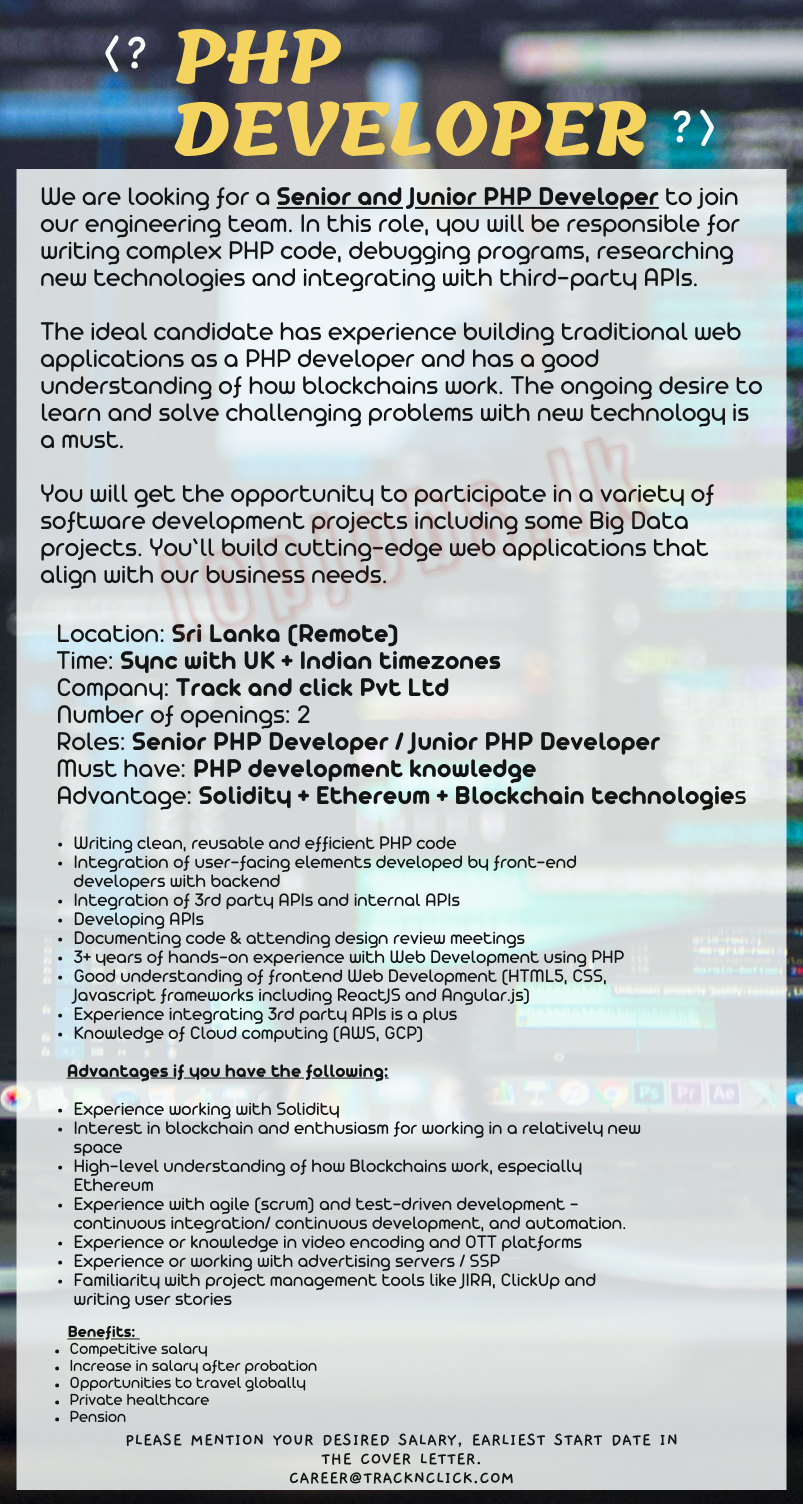 <? PHP
DEVELOPER ?>
We are looking for a Senior and Junior PHP Developer to join
our engineering team. In this role, you will be responsible for
writing complex PHP code, debugging programs, researching
new technologies and integrating with third-party APIs.
The ideal candidate has experience building traditional web
applications as a PHP developer and has a good
understanding of how blockchains work. The ongoing desire to
learn and solve challenging problems with new technology is
a must.
You will get the opportunity to participate in a variety of
software development projects including some Big Data
projects. You`ll build cutting-edge web applications that
align with our business needs.
topjobs.lk
Location: Sri Lanka (Remote)
Time: Sync with UK + Indian timezones
Company: Track and click Pvt Ltd
Number of openings: 2
Roles: Senior PHP Developer / Junior PHP Developer
Must have: PHP development knowledge
Advantage: Solidity + Ethereum + Blockchain technologies
• Writing clean, reusable and efficient PHP code
• Integration of user-facing elements developed by front-end
developers with backend
• Integration of 3rd party APIs and internal APIs
• Developing APIs
• Documenting code & attending design review meetings
• 3+ years of hands-on experience with Web Development using PHP
• Good understanding of frontend Web Development (HTML5, CSS,
Javascript frameworks including ReactJS and Angular.js)
• Experience integrating 3rd party APIs is a plus
• Knowledge of Cloud computing (AWS, GCP)
Advantages if you have the following:
• Experience working with Solidity
• Interest in blockchain and enthusiasm for working in a relatively new
space
• High-level understanding of how Blockchains work, especially
Ethereum
• Experience with agile (scrum) and test-driven development -
continuous integration/ continuous development, and automation.
• Experience or knowledge in video encoding and OTT platforms
• Experience or working with advertising servers / SSP
• Familiarity with project management tools like JIRA, ClickUp and
writing user stories
Benefits:
• Competitive salary
• Increase in salary after probation
• Opportunities to travel globally
• Private healthcare
• Pension
PLEASE MENTION YOUR DESIRED SALARY, EARLIEST START DATE IN
THE COVER LETTER.
CAREER@TRACKNCLICK.COM
Ps Pr Ae